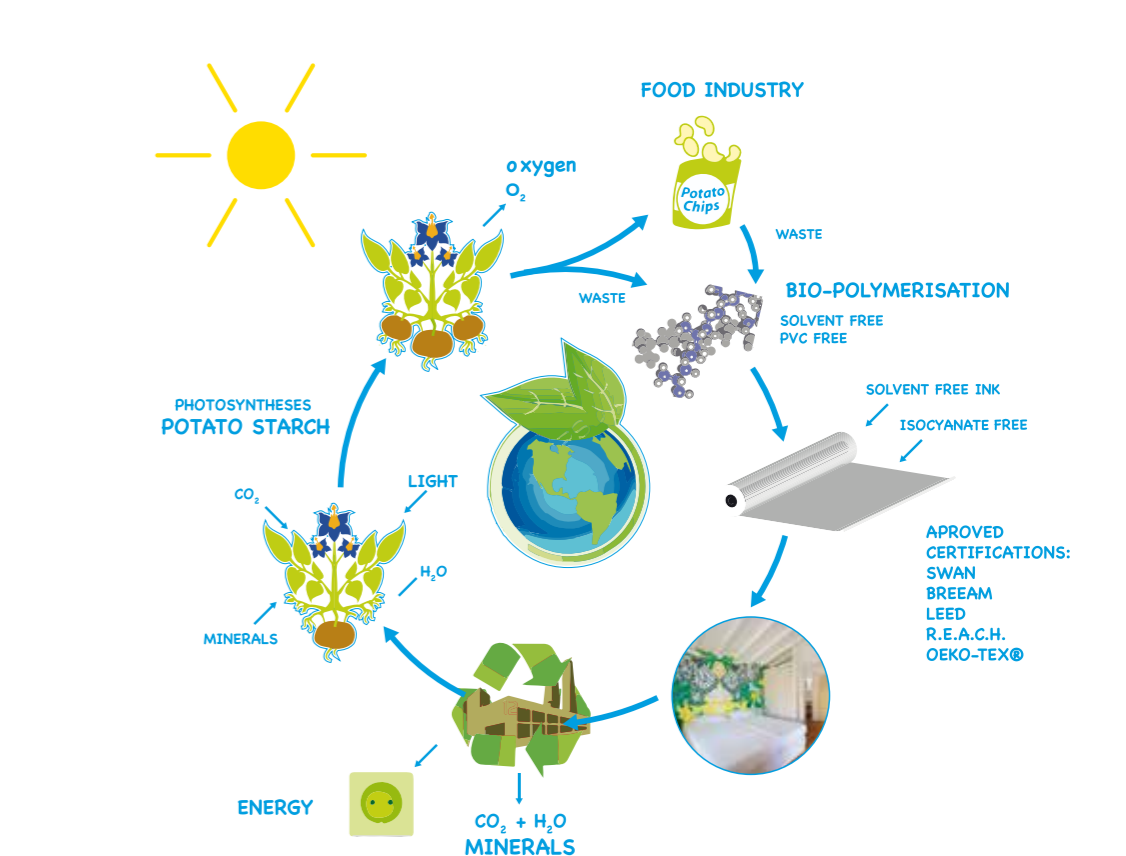 FOOD INDUSTRY
oxygen
O₂
Potato
Chips
WASTE
WASTE
BIO-POLYMERISATION
SOLVENT FREE
PVC FREE
SOLVENT FREE INK
ISOCYANATE FREE
PHOTOSYNTHESES
POTATO STARCH
CO₂
LIGHT
H₂O
MINERALS
APROVED
CERTIFICATIONS:
SWAN
BREEAM
LEED
R.E.A.C.H.
OEKO-TEX®
ENERGY
CO₂ + H₂O
MINERALS